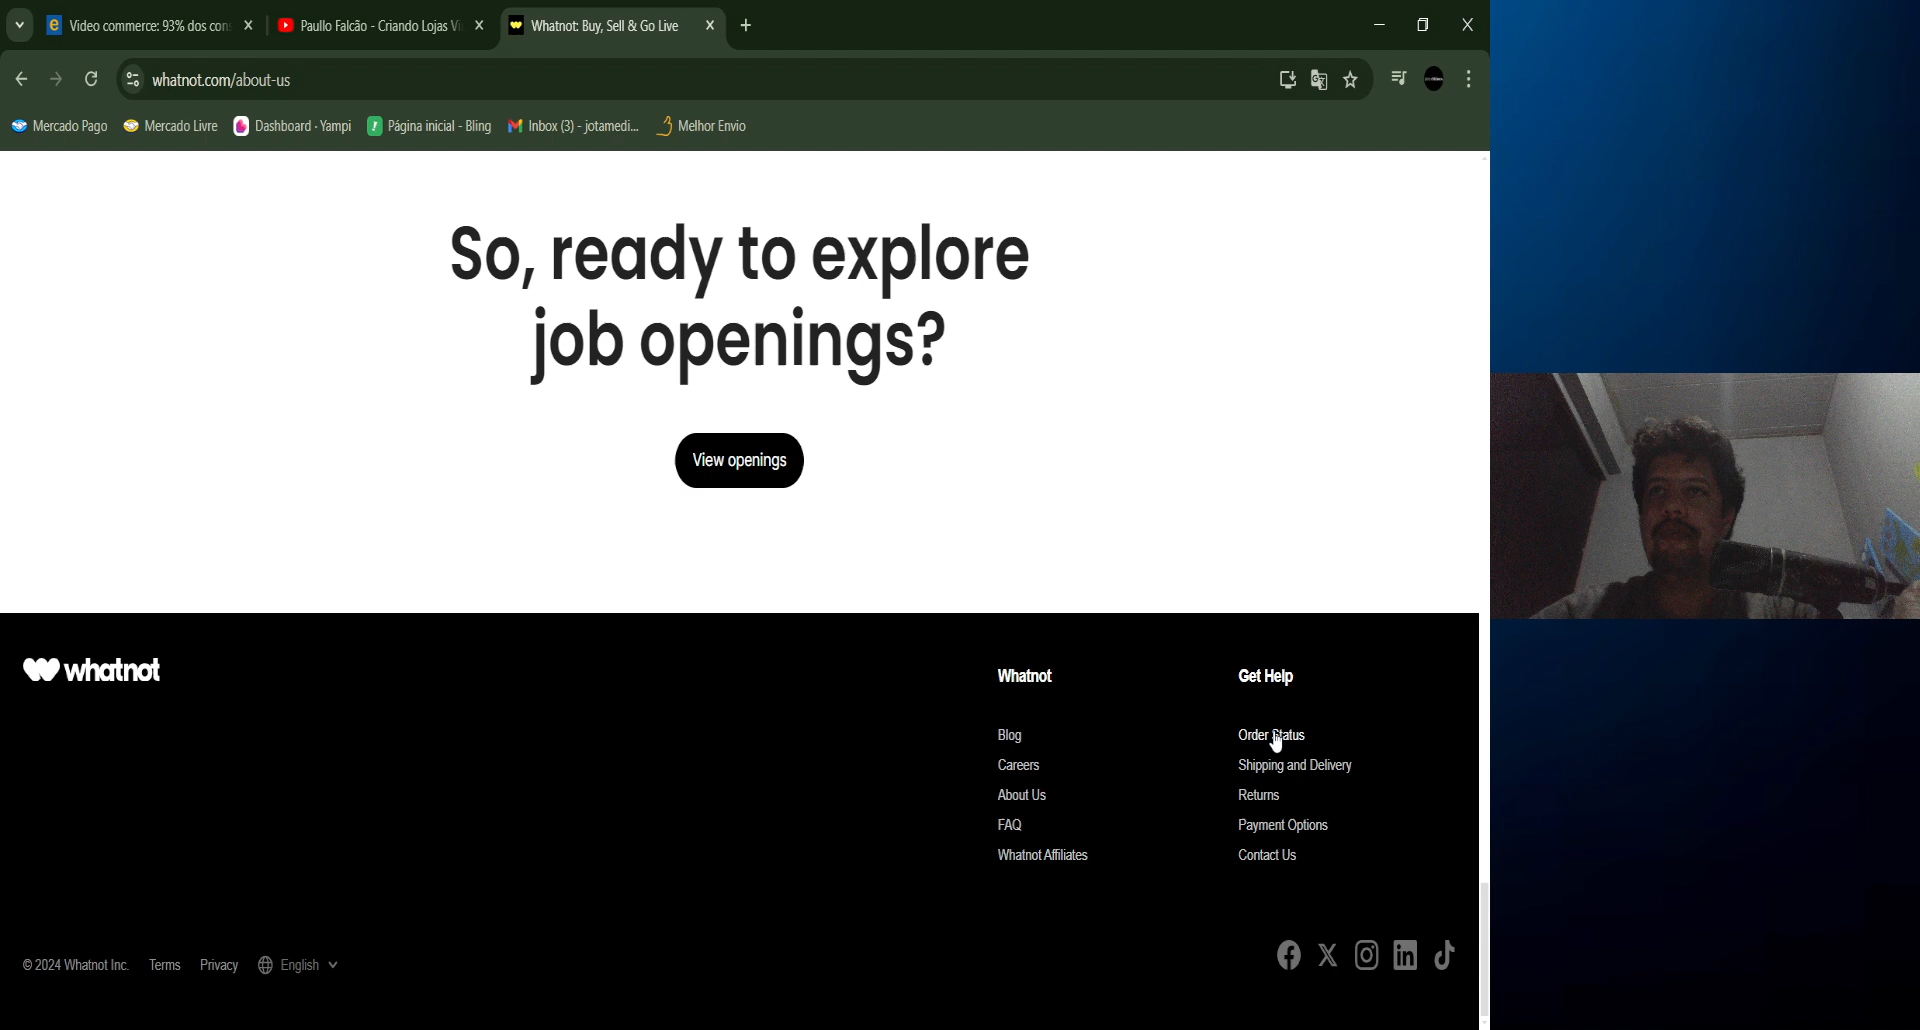 Video commerce: 93% dos con
Paullo Falcão - Criando Lojas Vi
Whatnot: Buy, Sell & Go Live
whatnot.com/about-us
Mercado Pago
Mercado Livre
Dashboard · Yampi
Página inicial - Bling
Inbox (3) - jotamedi...
Melhor Envio
So, ready to explore
job openings?
View openings
whatnot
Whatnot
Blog
Careers
About Us
FAQ
Whatnot Affiliates
Get Help
Order Status
Shipping and Delivery
Returns
Payment Options
Contact Us
© 2024 Whatnot Inc.
Terms
Privacy
English